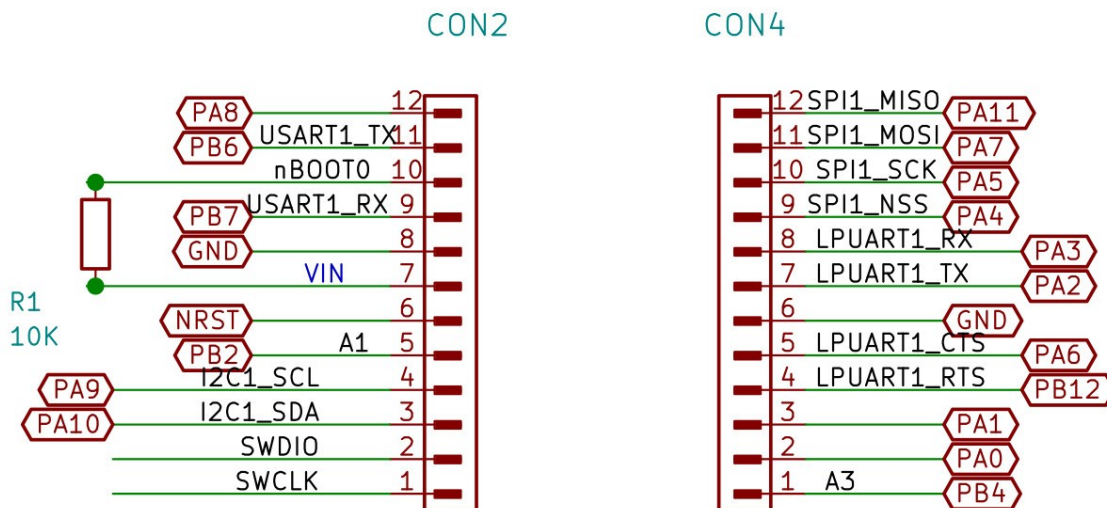 CON2 CON4
PA8 12 12 SPI1_MISO PA11
PB6 USART1_TX 11 11 SPI1_MOSI PA7
nBOOT0 10 10 SPI1_SCK PA5
PB7 USART1_RX 9 9 SPI1_NSS PA4
GND 8 8 LPUART1_RX PA3
VIN 7 7 LPUART1_TX PA2
R1
NRST 6 6 GND
10K
PB2 A1 5 5 LPUART1_CTS PA6
PA9 I2C1_SCL 4 4 LPUART1_RTS PB12
PA10 I2C1_SDA 3 3 PA1
SWDIO 2 2 PA0
SWCLK 1 1 A3 PB4